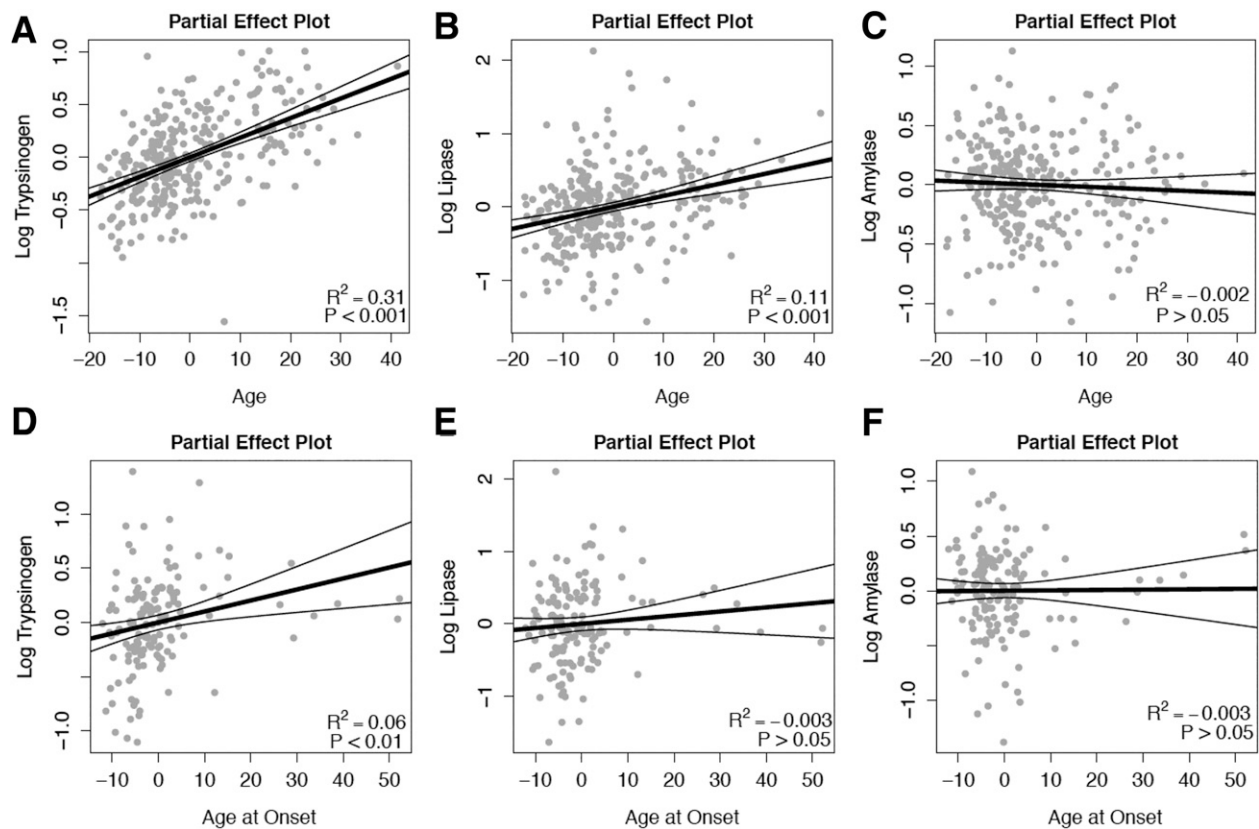 A
Partial Effect Plot
Log Trypsinogen
1.0
0.5
0.0
−0.5
−1.5
R² = 0.31
P < 0.001
−20 −10 0 10 20 30 40
Age
B
Partial Effect Plot
Log Lipase
2
1
0
−1
R² = 0.11
P < 0.001
−20 −10 0 10 20 30 40
Age
C
Partial Effect Plot
Log Amylase
1.0
0.5
0.0
−0.5
−1.0
R² = −0.002
P > 0.05
−20 −10 0 10 20 30 40
Age
D
Partial Effect Plot
Log Trypsinogen
1.0
0.5
0.0
−1.0
R² = 0.06
P < 0.01
−10 0 10 20 30 40 50
Age at Onset
E
Partial Effect Plot
Log Lipase
2
1
0
−1
R² = −0.003
P > 0.05
−10 0 10 20 30 40 50
Age at Onset
F
Partial Effect Plot
Log Amylase
1.0
0.5
0.0
−1.0
R² = −0.003
P > 0.05
−10 0 10 20 30 40 50
Age at Onset